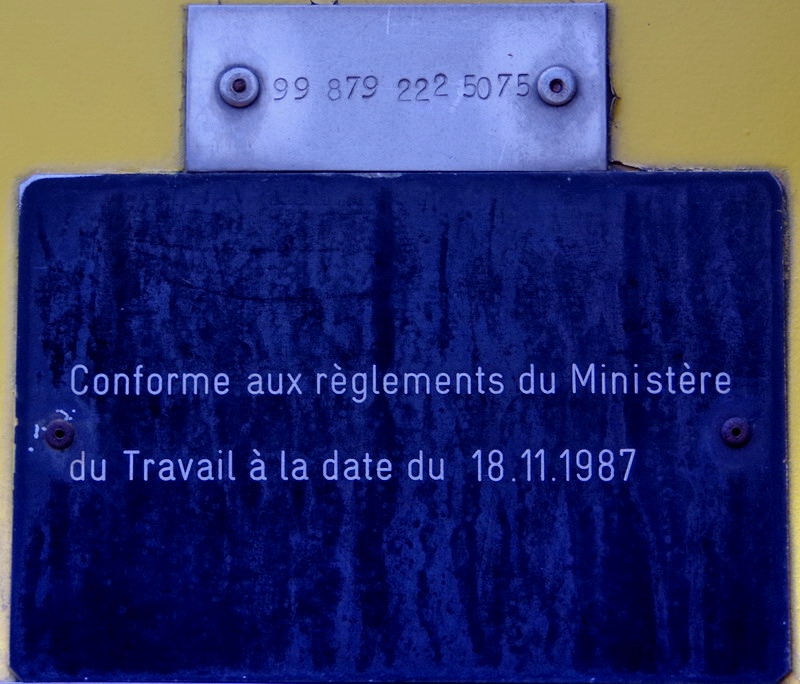 99 879 222 5075
Conforme aux règlements du Ministère
du Travail à la date du 18.11.1987